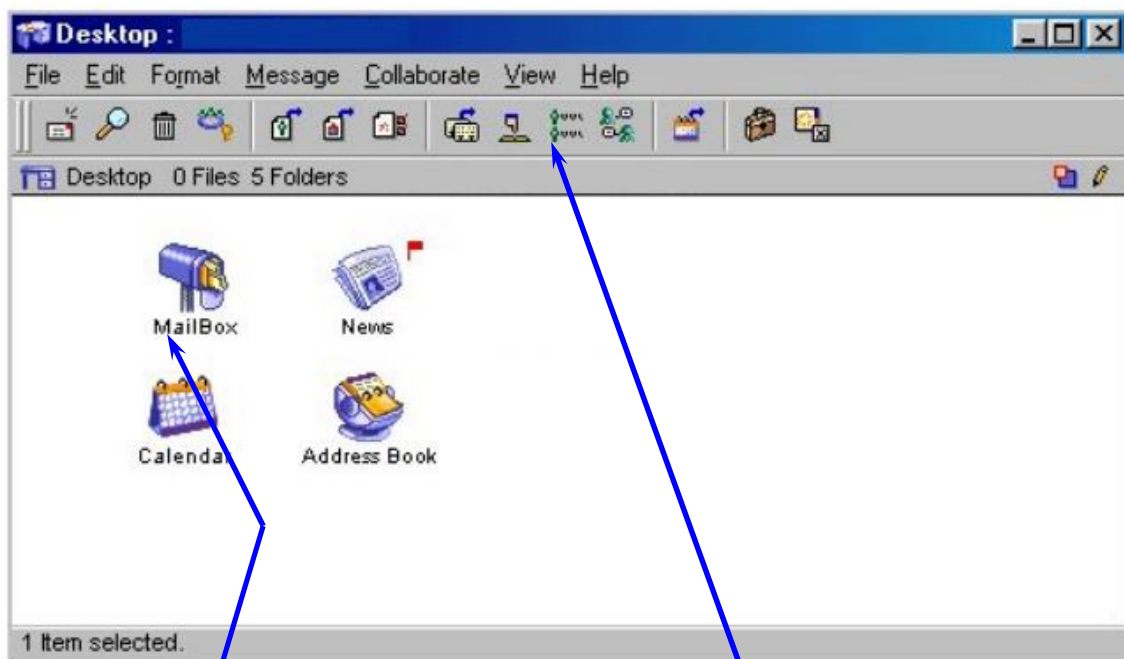 Desktop :
File Edit Format Message Collaborate View Help
Desktop 0 Files 5 Folders
MailBox News
Calendar Address Book
1 Item selected.